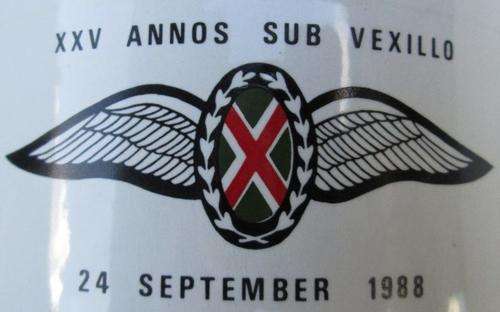 XXV ANNOS SUB VEXILLO
24 SEPTEMBER 1988